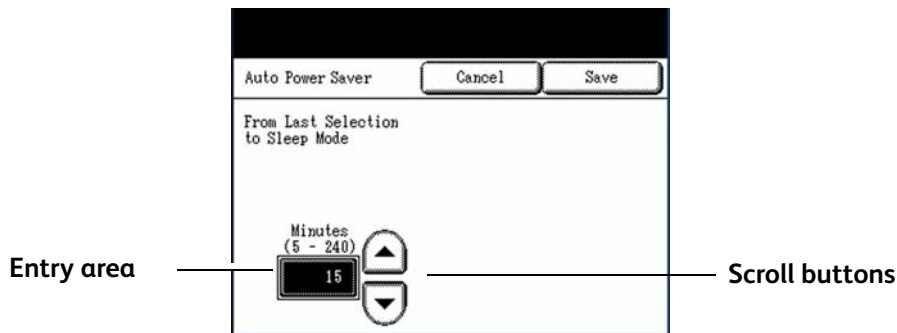 Auto Power Saver
Cancel
Save
From Last Selection
to Sleep Mode
Minutes
(5 - 240)
15
Entry area
Scroll buttons